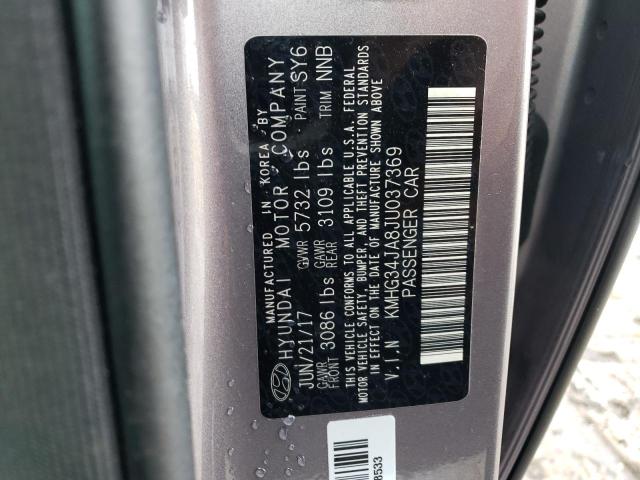 MANUFACTURED IN KOREA BY
HYUNDAI MOTOR COMPANY
JUN/21/17 GVWR 5732 lbs PAINT SY6
GAWR FRONT 3086 lbs GAWR REAR 3109 lbs TRIM NNB
THIS VEHICLE CONFORMS TO ALL APPLICABLE U.S.A. FEDERAL
MOTOR VEHICLE SAFETY, BUMPER, AND THEFT PREVENTION STANDARDS
IN EFFECT ON THE DATE OF MANUFACTURE SHOWN ABOVE
V.I.N KMHG34JA8JU037369
PASSENGER CAR
8533